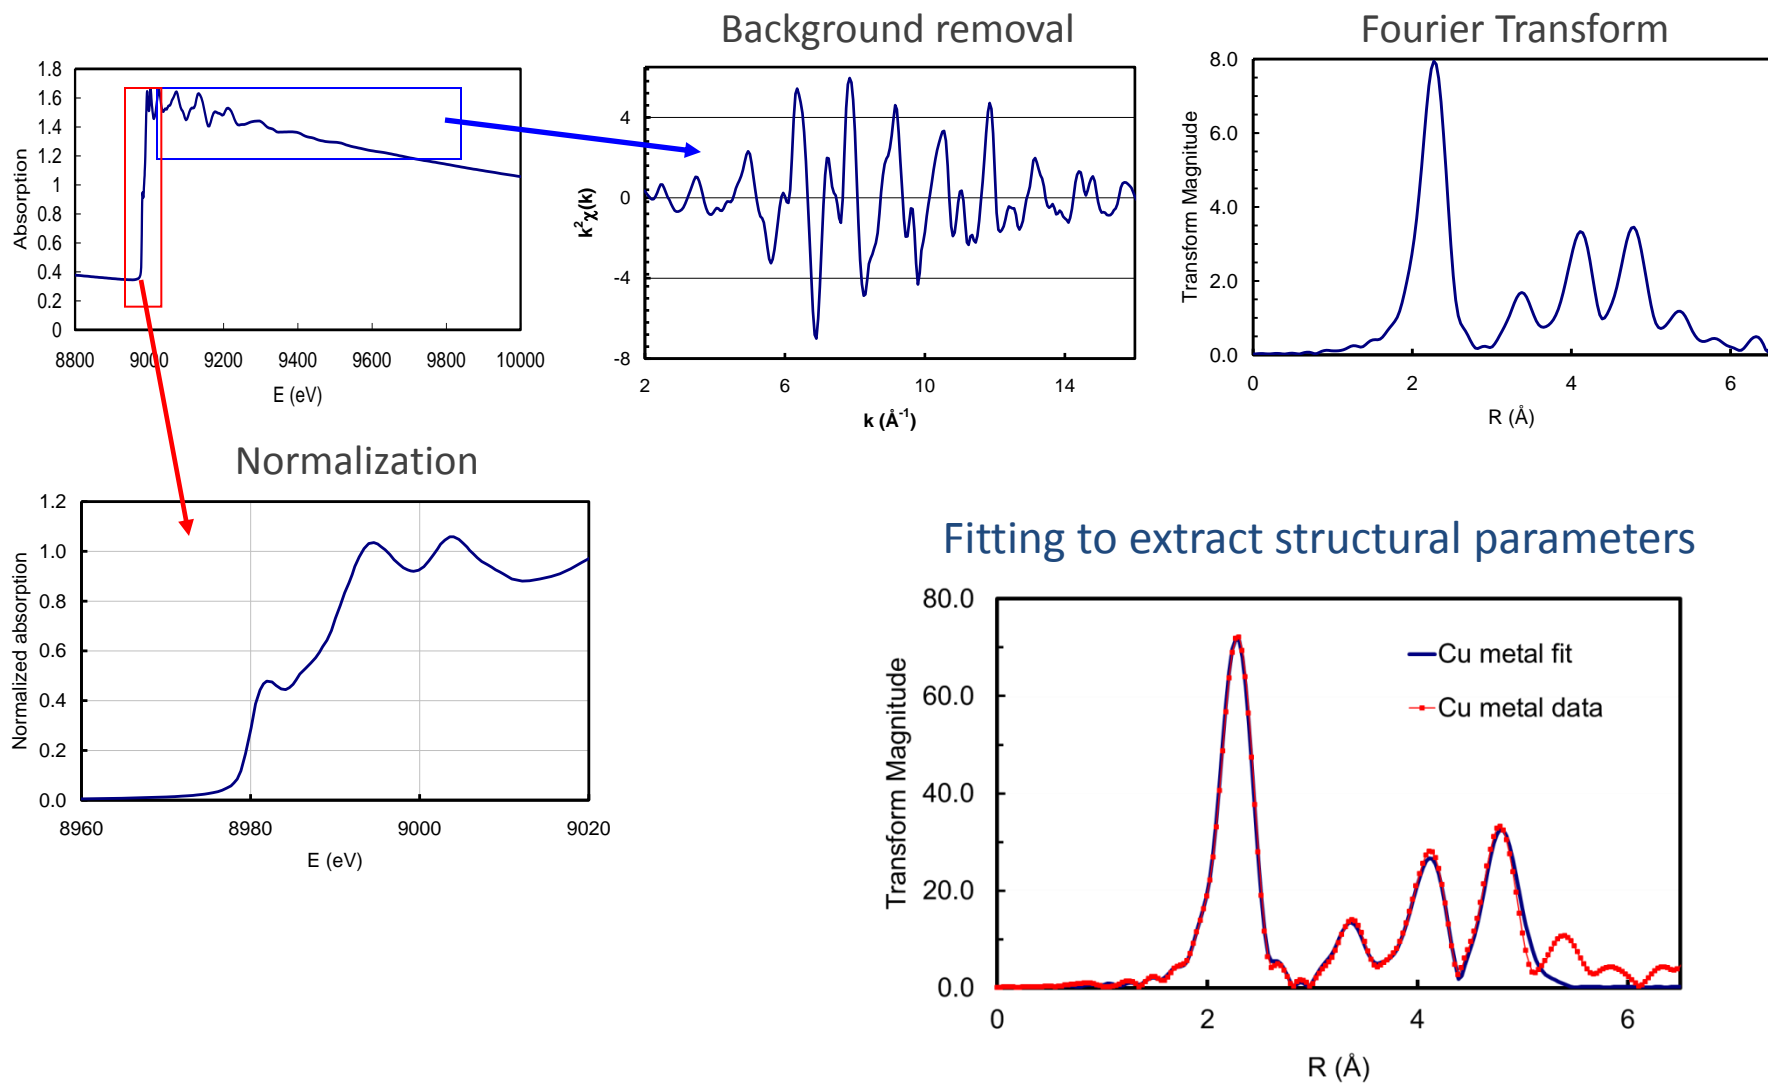 Background removal
Fourier Transform
1.8
1.6
1.4
1.2
1
0.8
0.6
0.4
0.2
0
Absorption
8800 9000 9200 9400 9600 9800 10000
E (eV)
4
0
-4
-8
k²χ(k)
2 6 10 14
k (Å⁻¹)
8.0
6.0
4.0
2.0
0.0
Transform Magnitude
0 2 4 6
R (Å)
Normalization
1.2
1.0
0.8
0.6
0.4
0.2
0.0
Normalized absorption
8960 8980 9000 9020
E (eV)
Fitting to extract structural parameters
80.0
60.0
40.0
20.0
0.0
Transform Magnitude
Cu metal fit
Cu metal data
0 2 4 6
R (Å)